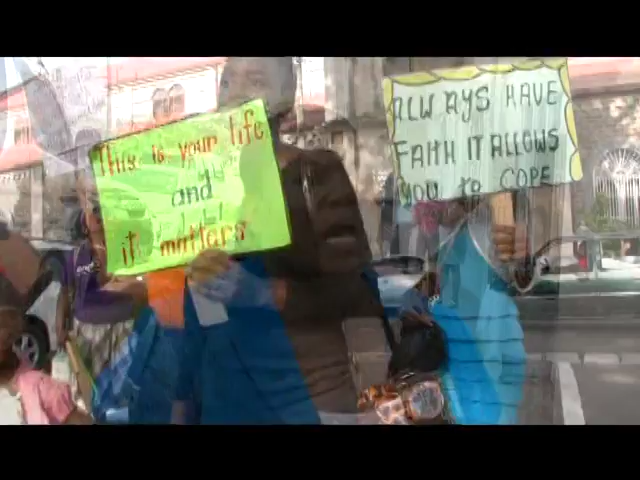 This is your life
and
it matters
ALWAYS HAVE
FAITH IT ALLOWS
YOU to COPE